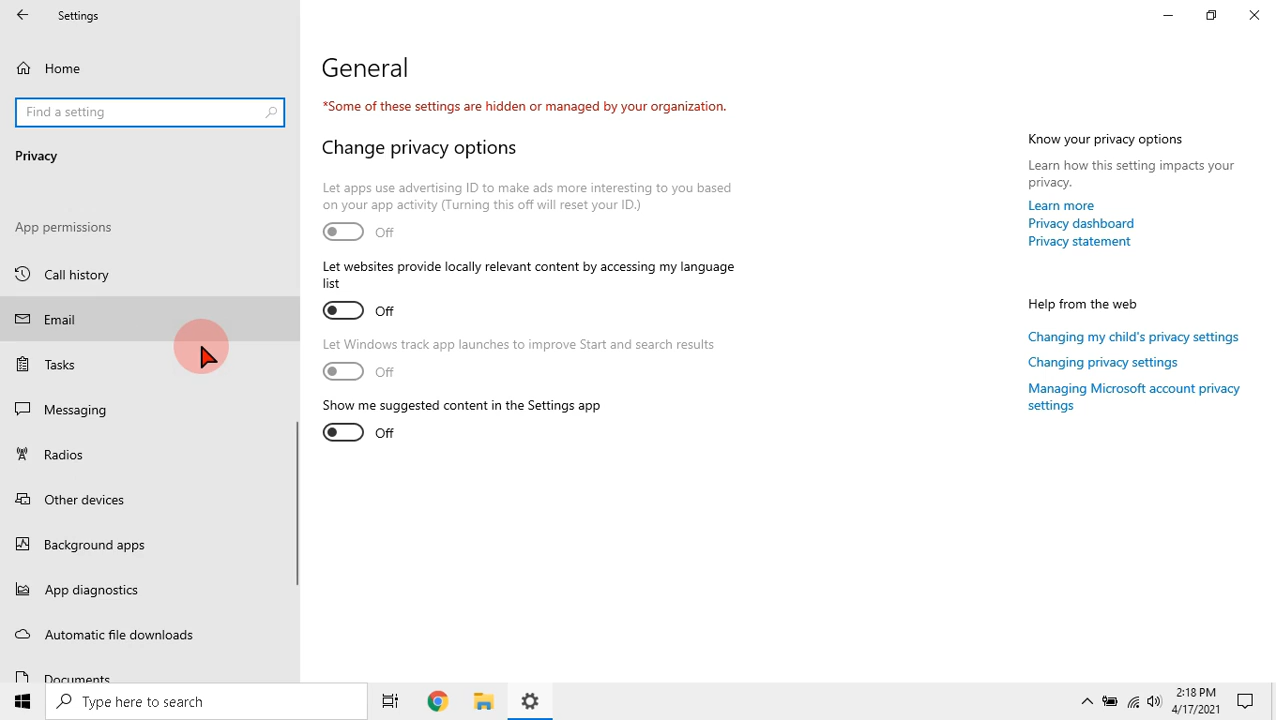 Settings
Home
Find a setting
Privacy
App permissions
Call history
Email
Tasks
Messaging
Radios
Other devices
Background apps
App diagnostics
Automatic file downloads
Documents
General
*Some of these settings are hidden or managed by your organization.
Change privacy options
Let apps use advertising ID to make ads more interesting to you based
on your app activity (Turning this off will reset your ID.)
Off
Let websites provide locally relevant content by accessing my language
list
Off
Let Windows track app launches to improve Start and search results
Off
Show me suggested content in the Settings app
Off
Know your privacy options
Learn how this setting impacts your
privacy.
Learn more
Privacy dashboard
Privacy statement
Help from the web
Changing my child's privacy settings
Changing privacy settings
Managing Microsoft account privacy
settings
Type here to search
2:18 PM
4/17/2021